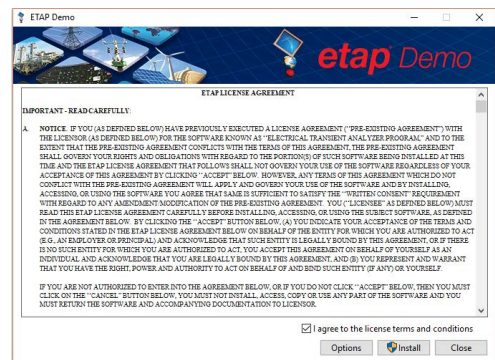 ETAP Demo
etap Demo
ETAP LICENSE AGREEMENT
IMPORTANT - READ CAREFULLY:
A. NOTICE. IF YOU (AS DEFINED BELOW) HAVE PREVIOUSLY EXECUTED A LICENSE AGREEMENT ("PRE-EXISTING AGREEMENT") WITH
THE LICENSOR (AS DEFINED BELOW) FOR THE SOFTWARE KNOWN AS "ELECTRICAL TRANSIENT ANALYZER PROGRAM," AND TO THE
EXTENT THAT THE PRE-EXISTING AGREEMENT CONFLICTS WITH THE TERMS OF THIS AGREEMENT, THE PRE-EXISTING AGREEMENT
SHALL GOVERN YOUR RIGHTS AND OBLIGATIONS WITH REGARD TO THE PORTION(S) OF SUCH SOFTWARE BEING INSTALLED AT THIS
TIME AND THE ETAP LICENSE AGREEMENT THAT FOLLOWS SHALL NOT GOVERN YOUR USE OF THE SOFTWARE REGARDLESS OF YOUR
ACCEPTANCE OF THIS AGREEMENT BY CLICKING "ACCEPT" BELOW. HOWEVER, ANY TERMS OF THIS AGREEMENT WHICH DO NOT
CONFLICT WITH THE PRE-EXISTING AGREEMENT WILL APPLY AND GOVERN YOUR USE OF THE SOFTWARE AND BY INSTALLING,
ACCESSING, OR USING THE SOFTWARE YOU AGREE THAT SAME IS SUFFICIENT TO SATISFY THE "WRITTEN CONSENT" REQUIREMENT
WITH REGARD TO ANY AMENDMENT/MODIFICATION OF THE PRE-EXISTING AGREEMENT. YOU ("LICENSEE" AS DEFINED BELOW) MUST
READ THIS ETAP LICENSE AGREEMENT CAREFULLY BEFORE INSTALLING, ACCESSING, OR USING THE SUBJECT SOFTWARE, AS DEFINED
IN THE AGREEMENT BELOW. BY CLICKING THE "ACCEPT" BUTTON BELOW, (A) YOU INDICATE YOUR ACCEPTANCE OF THE TERMS AND
CONDITIONS STATED IN THE ETAP LICENSE AGREEMENT BELOW ON BEHALF OF THE ENTITY FOR WHICH YOU ARE AUTHORIZED TO ACT
(E.G., AN EMPLOYER OR PRINCIPAL) AND ACKNOWLEDGE THAT SUCH ENTITY IS LEGALLY BOUND BY THIS AGREEMENT, OR IF THERE
IS NO SUCH ENTITY FOR WHICH YOU ARE AUTHORIZED TO ACT, YOU ACCEPT THIS AGREEMENT ON BEHALF OF YOURSELF AS AN
INDIVIDUAL AND ACKNOWLEDGE THAT YOU ARE LEGALLY BOUND BY THIS AGREEMENT, AND (B) YOU REPRESENT AND WARRANT
THAT YOU HAVE THE RIGHT, POWER AND AUTHORITY TO ACT ON BEHALF OF AND BIND SUCH ENTITY (IF ANY) OR YOURSELF.
IF YOU ARE NOT AUTHORIZED TO ENTER INTO THE AGREEMENT BELOW, OR IF YOU DO NOT CLICK "ACCEPT" BELOW, THEN YOU MUST
CLICK ON THE "CANCEL" BUTTON BELOW, YOU MUST NOT INSTALL, ACCESS, COPY OR USE ANY PART OF THE SOFTWARE AND YOU
MUST RETURN THE SOFTWARE AND ACCOMPANYING DOCUMENTATION TO LICENSOR.
I agree to the license terms and conditions
Options Install Close